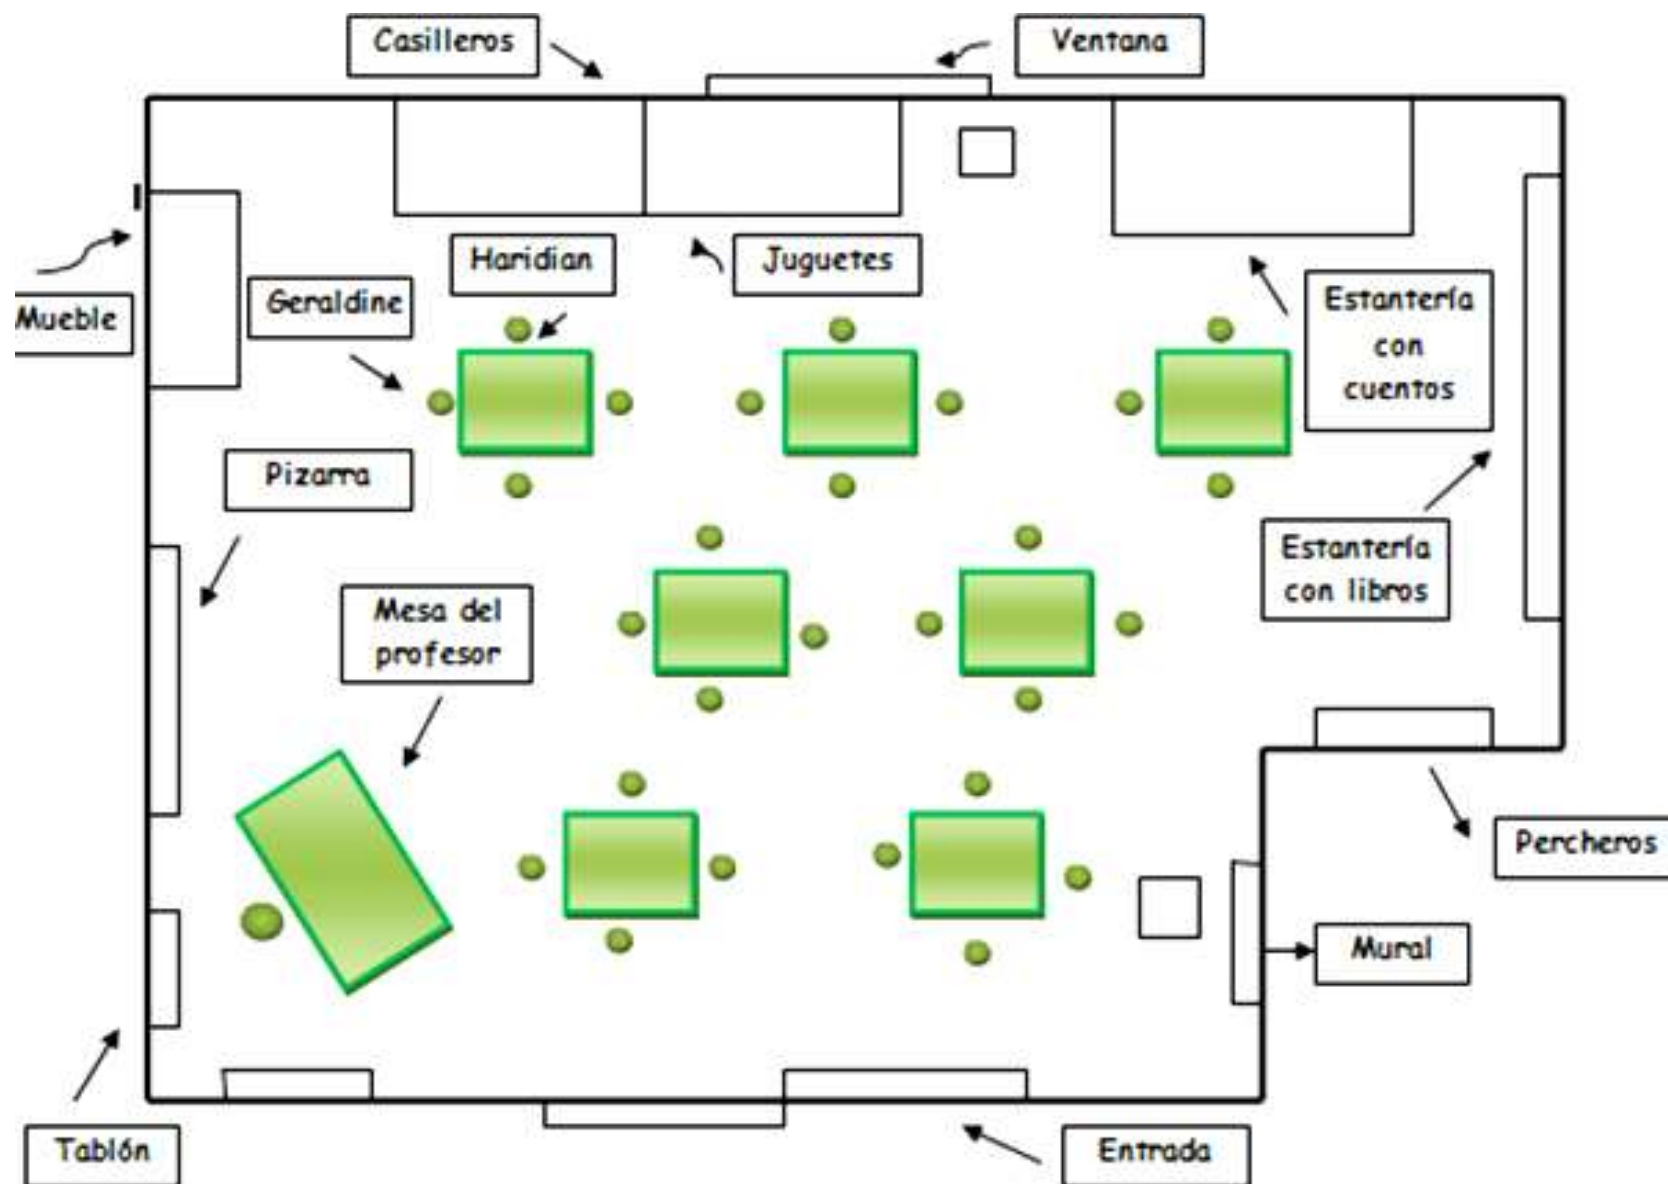 Casilleros
Ventana
Haridian
Juguetes
Geraldine
Mueble
Estantería
con
cuentos
Pizarra
Estantería
con libros
Mesa del
profesor
Percheros
Mural
Tablón
Entrada